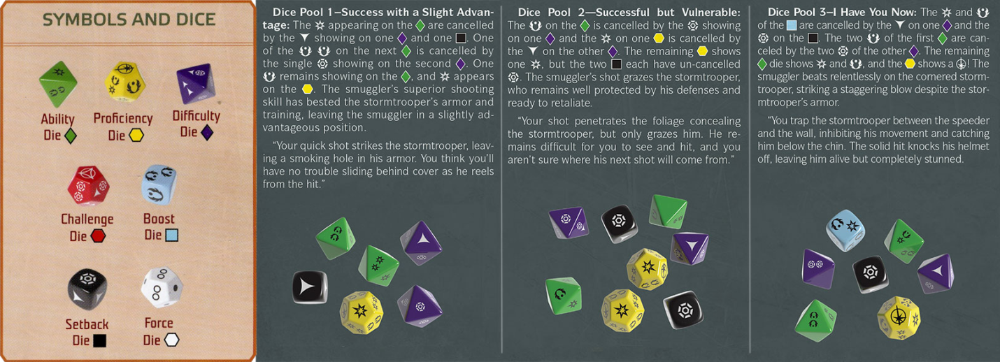 SYMBOLS AND DICE
Ability
Die
Proficiency
Die
Difficulty
Die
Challenge
Die
Boost
Die
Setback
Die
Force
Die
Dice Pool 1–Success with a Slight Advan-
tage: The appearing on the are cancelled
by the showing on one and one . One
of the on the next is cancelled by
the single showing on the second . One
remains showing on the , and appears
on the . The smuggler's superior shooting
skill has bested the stormtrooper's armor and
training, leaving the smuggler in a slightly ad-
vantageous position.
"Your quick shot strikes the stormtrooper, leav-
ing a smoking hole in his armor. You think you'll
have no trouble sliding behind cover as he reels
from the hit."
Dice Pool 2—Successful but Vulnerable:
The on the is cancelled by the showing
on one and the on one is cancelled by
the on the other . The remaining shows
one , but the two each have un-cancelled
. The smuggler's shot grazes the stormtrooper,
who remains well protected by his defenses and
ready to retaliate.
"Your shot penetrates the foliage concealing
the stormtrooper, but only grazes him. He re-
mains difficult for you to see and hit, and you
aren't sure where his next shot will come from."
Dice Pool 3–I Have You Now: The and
of the are cancelled by the on one and the
on the . The two of the first are can-
celed by the two of the other . The remaining
die shows and , and the shows a ! The
smuggler beats relentlessly on the cornered storm-
trooper, striking a staggering blow despite the stor-
mtrooper's armor.
"You trap the stormtrooper between the speeder
and the wall, inhibiting his movement and catching
him below the chin. The solid hit knocks his helmet
off, leaving him alive but completely stunned.